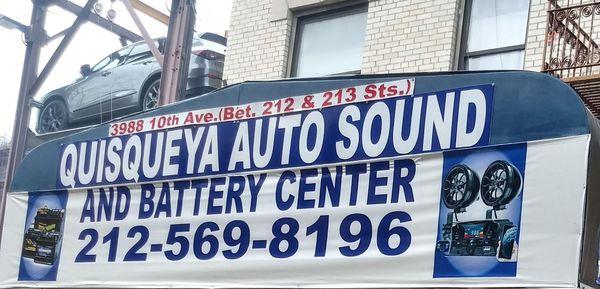 3988 10th Ave.(Bet. 212 & 213 Sts.)
QUISQUEYA AUTO SOUND
AND BATTERY CENTER
212-569-8196